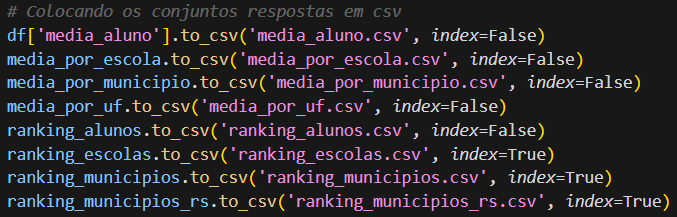 # Colocando os conjuntos respostas em csv
df['media_aluno'].to_csv('media_aluno.csv', index=False)
media_por_escola.to_csv('media_por_escola.csv', index=False)
media_por_municipio.to_csv('media_por_municipio.csv', index=False)
media_por_uf.to_csv('media_por_uf.csv', index=False)
ranking_alunos.to_csv('ranking_alunos.csv', index=False)
ranking_escolas.to_csv('ranking_escolas.csv', index=True)
ranking_municipios.to_csv('ranking_municipios.csv', index=True)
ranking_municipios_rs.to_csv('ranking_municipios_rs.csv', index=True)